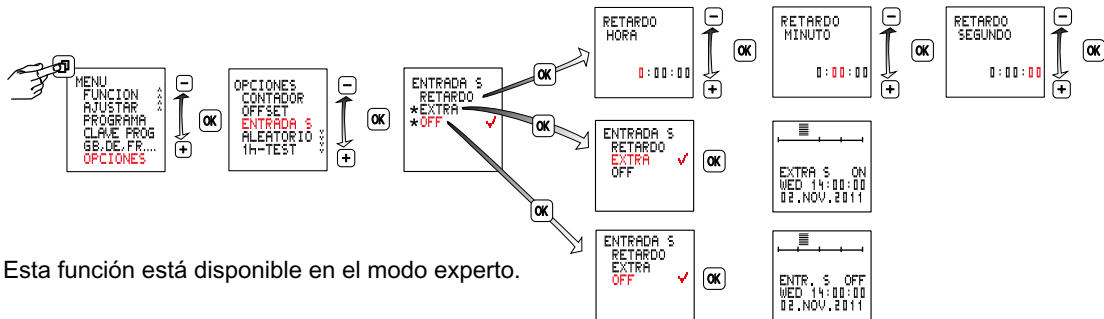 MENU
FUNCION
AJUSTAR
PROGRAMA
CLAVE PROG
GB,DE,FR....
OPCIONES
−
OK
+
OPCIONES
CONTADOR
OFFSET
ENTRADA S
ALEATORIO
1h-TEST
−
OK
+
ENTRADA S
RETARDO
*EXTRA
*OFF ✓
OK
RETARDO
HORA
0:00:00
−
OK
+
RETARDO
MINUTO
0:00:00
−
OK
+
RETARDO
SEGUNDO
0:00:00
−
OK
+
OK
ENTRADA S
RETARDO
EXTRA ✓
OFF
OK
EXTRA S ON
WED 14:00:00
02.NOV.2011
OK
ENTRADA S
RETARDO
EXTRA
OFF ✓
OK
ENTR. S OFF
WED 14:00:00
02.NOV.2011
Esta función está disponible en el modo experto.